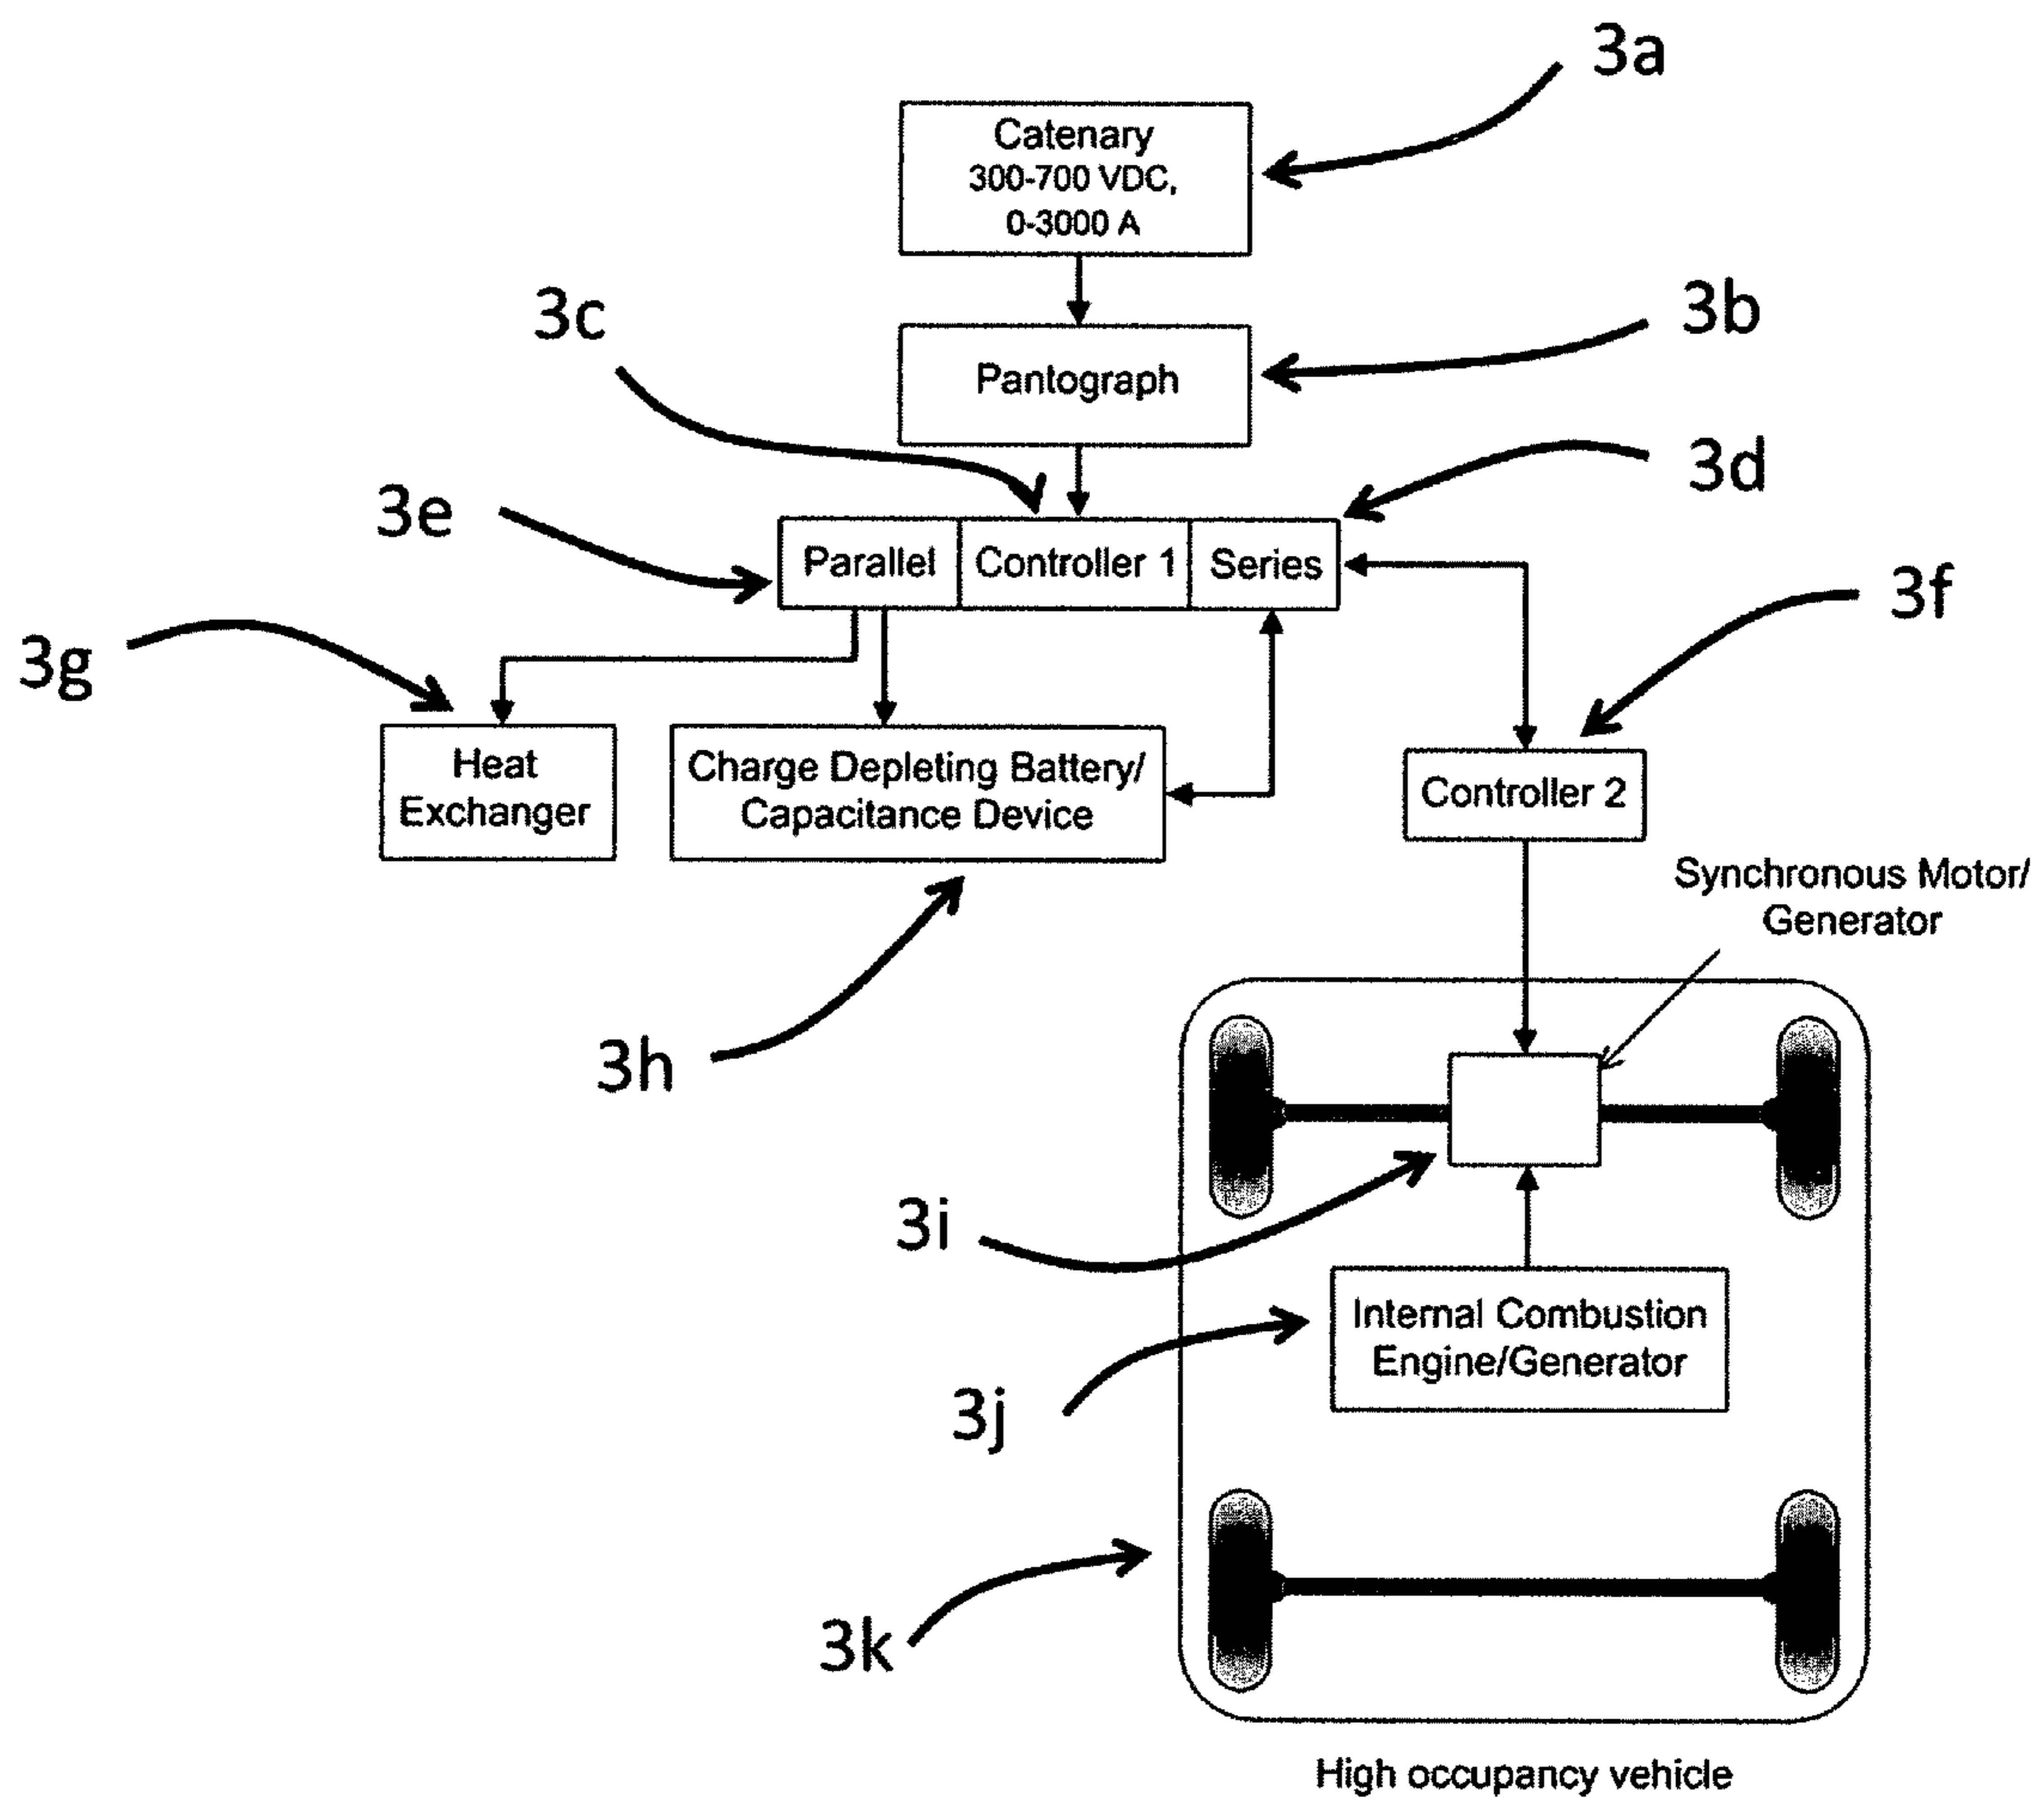 3a
Catenary
300-700 VDC,
0-3000 A
3b
3c
Pantograph
3d
3e
Parallel
Controller 1
Series
3f
3g
Heat
Exchanger
Charge Depleting Battery/
Capacitance Device
Controller 2
Synchronous Motor/
Generator
3h
3i
Internal Combustion
Engine/Generator
3j
3k
High occupancy vehicle